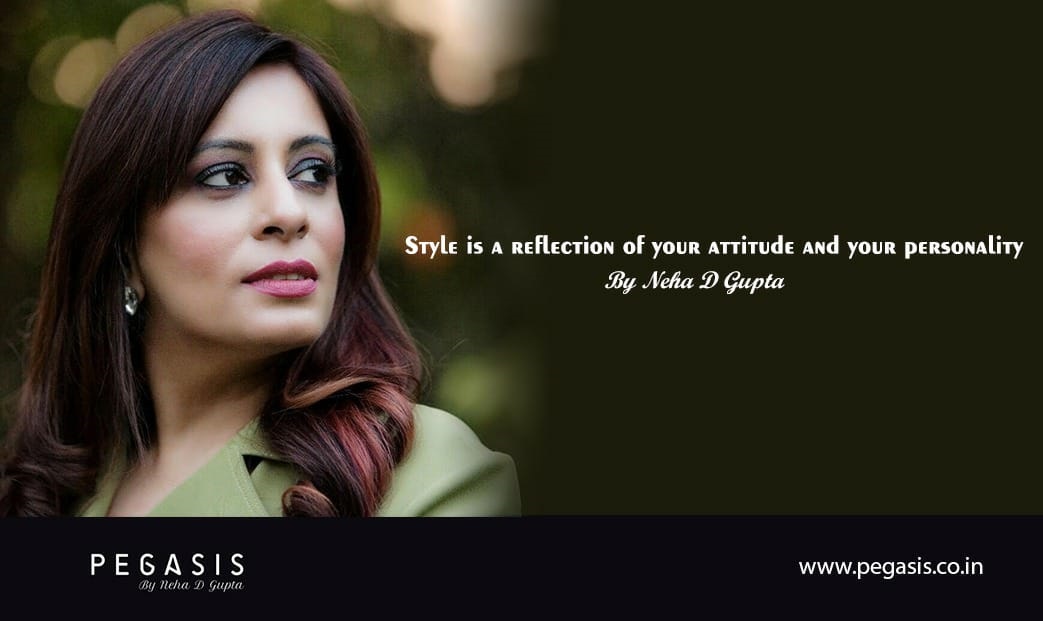 Style is a reflection of your attitude and your personality
By Neha D Gupta
PEGASIS
By Neha D Gupta
www.pegasis.co.in